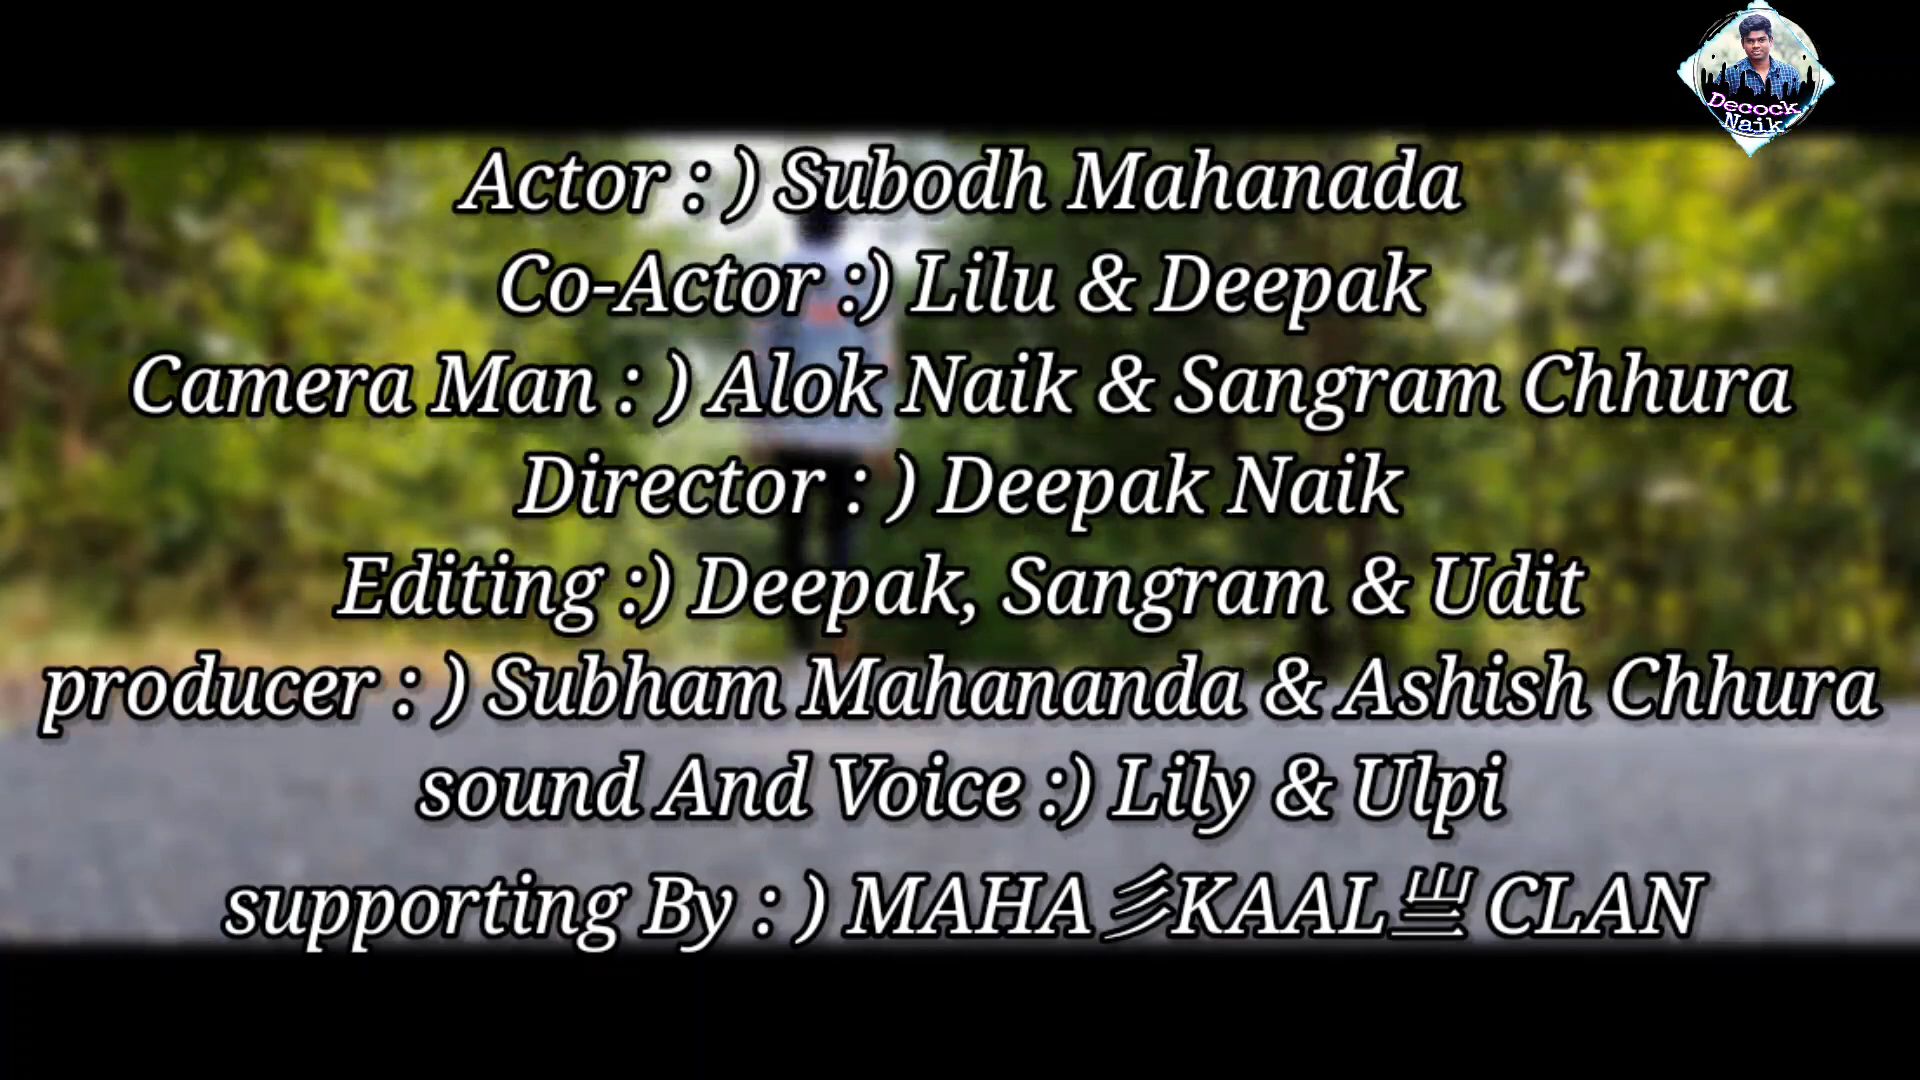 Decock
Naik
Actor : ) Subodh Mahanada
Co-Actor :) Lilu & Deepak
Camera Man : ) Alok Naik & Sangram Chhura
Director : ) Deepak Naik
Editing :) Deepak, Sangram & Udit
producer : ) Subham Mahananda & Ashish Chhura
sound And Voice :) Lily & Ulpi
supporting By : ) MAHA彡KAAL亗 CLAN